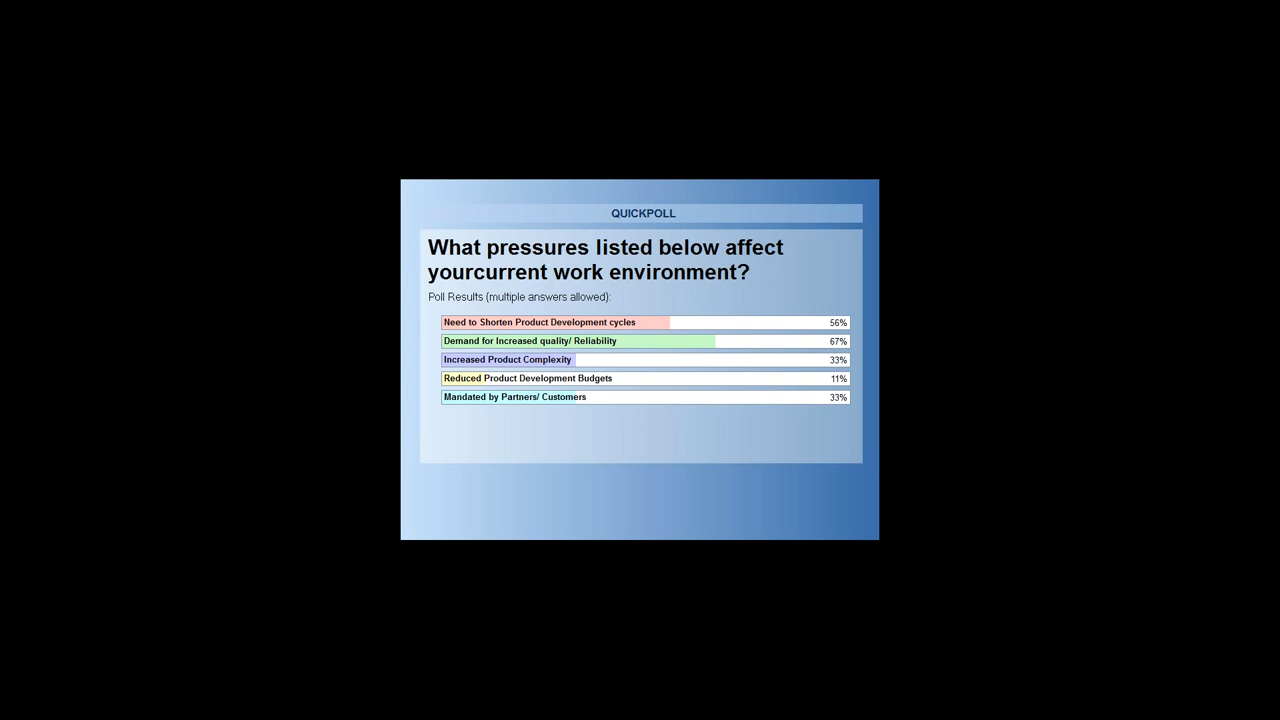 QUICKPOLL
What pressures listed below affect
yourcurrent work environment?
Poll Results (multiple answers allowed):
Need to Shorten Product Development cycles 56%
Demand for Increased quality/ Reliability 67%
Increased Product Complexity 33%
Reduced Product Development Budgets 11%
Mandated by Partners/ Customers 33%